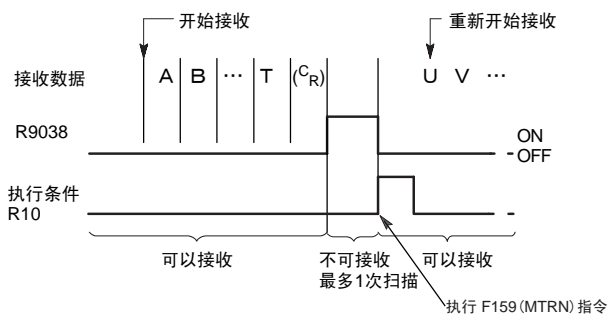 开始接收
重新开始接收
接收数据 A B … T (CR) U V …
R9038
ON
OFF
执行条件
R10
可以接收
不可接收
最多1次扫描
可以接收
执行 F159(MTRN)指令